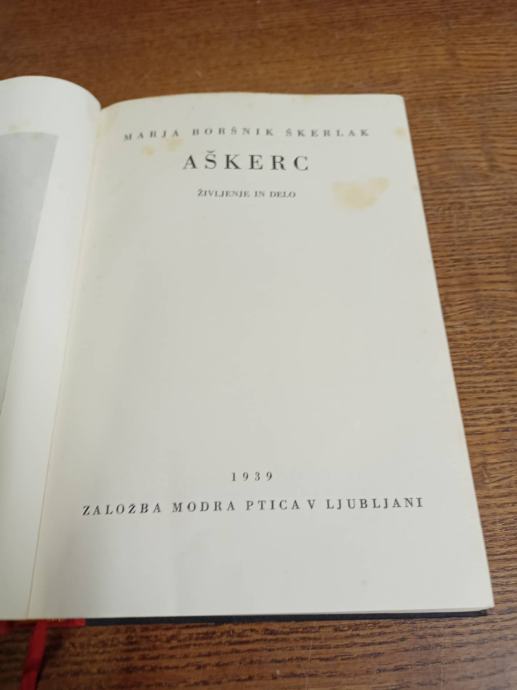 MARJA BORŠNIK ŠKERLAK
AŠKERC
ŽIVLJENJE IN DELO
1939
ZALOŽBA MODRA PTICA V LJUBLJANI